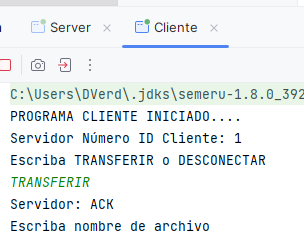 Server
Cliente
C:\Users\DVerd\.jdks\semeru-1.8.0_392
PROGRAMA CLIENTE INICIADO....
Servidor Número ID Cliente: 1
Escriba TRANSFERIR o DESCONECTAR
TRANSFERIR
Servidor: ACK
Escriba nombre de archivo